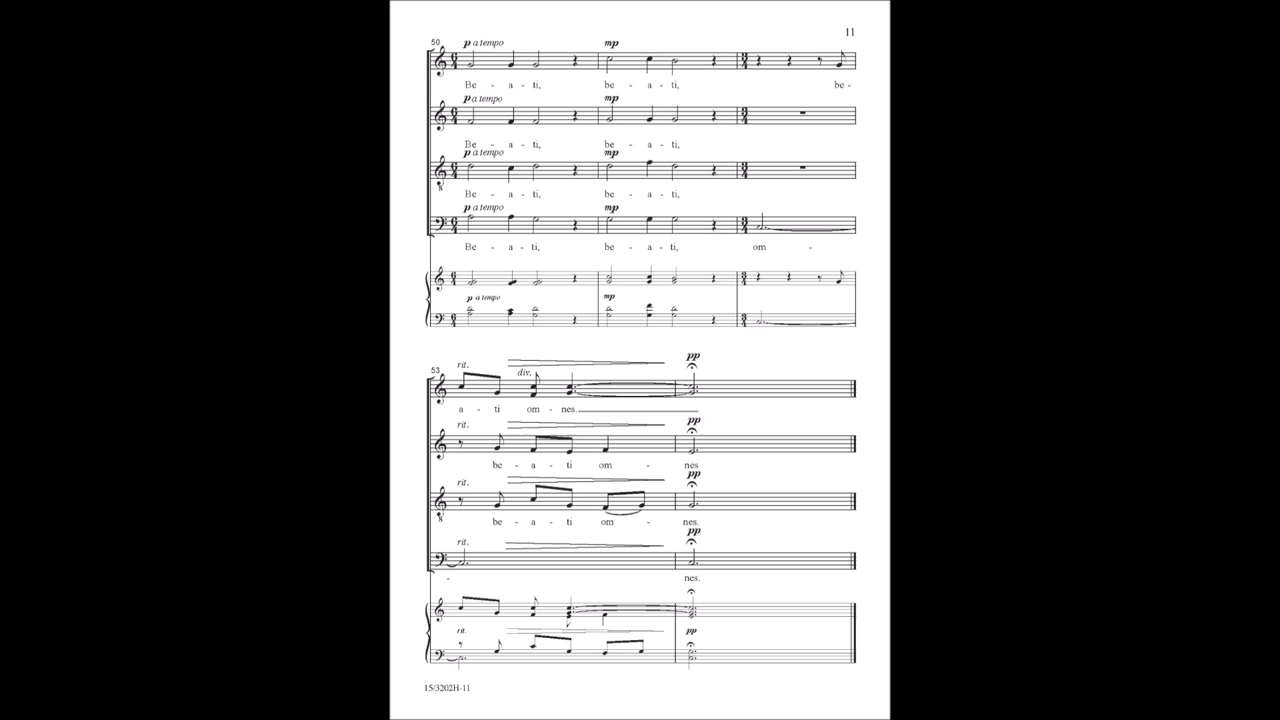 11
50
p a tempo mp
Be - a - ti, be - a - ti, be -
p a tempo mp
Be - a - ti, be - a - ti,
p a tempo mp
Be - a - ti, be - a - ti,
p a tempo mp
Be - a - ti, be - a - ti, om -
p a tempo mp
53
rit. div. pp
a - ti om - nes.
rit. pp
be - a - ti om - nes
rit. pp
be - a - ti om - nes.
rit. pp
- nes.
rit. pp
15/3202H-11